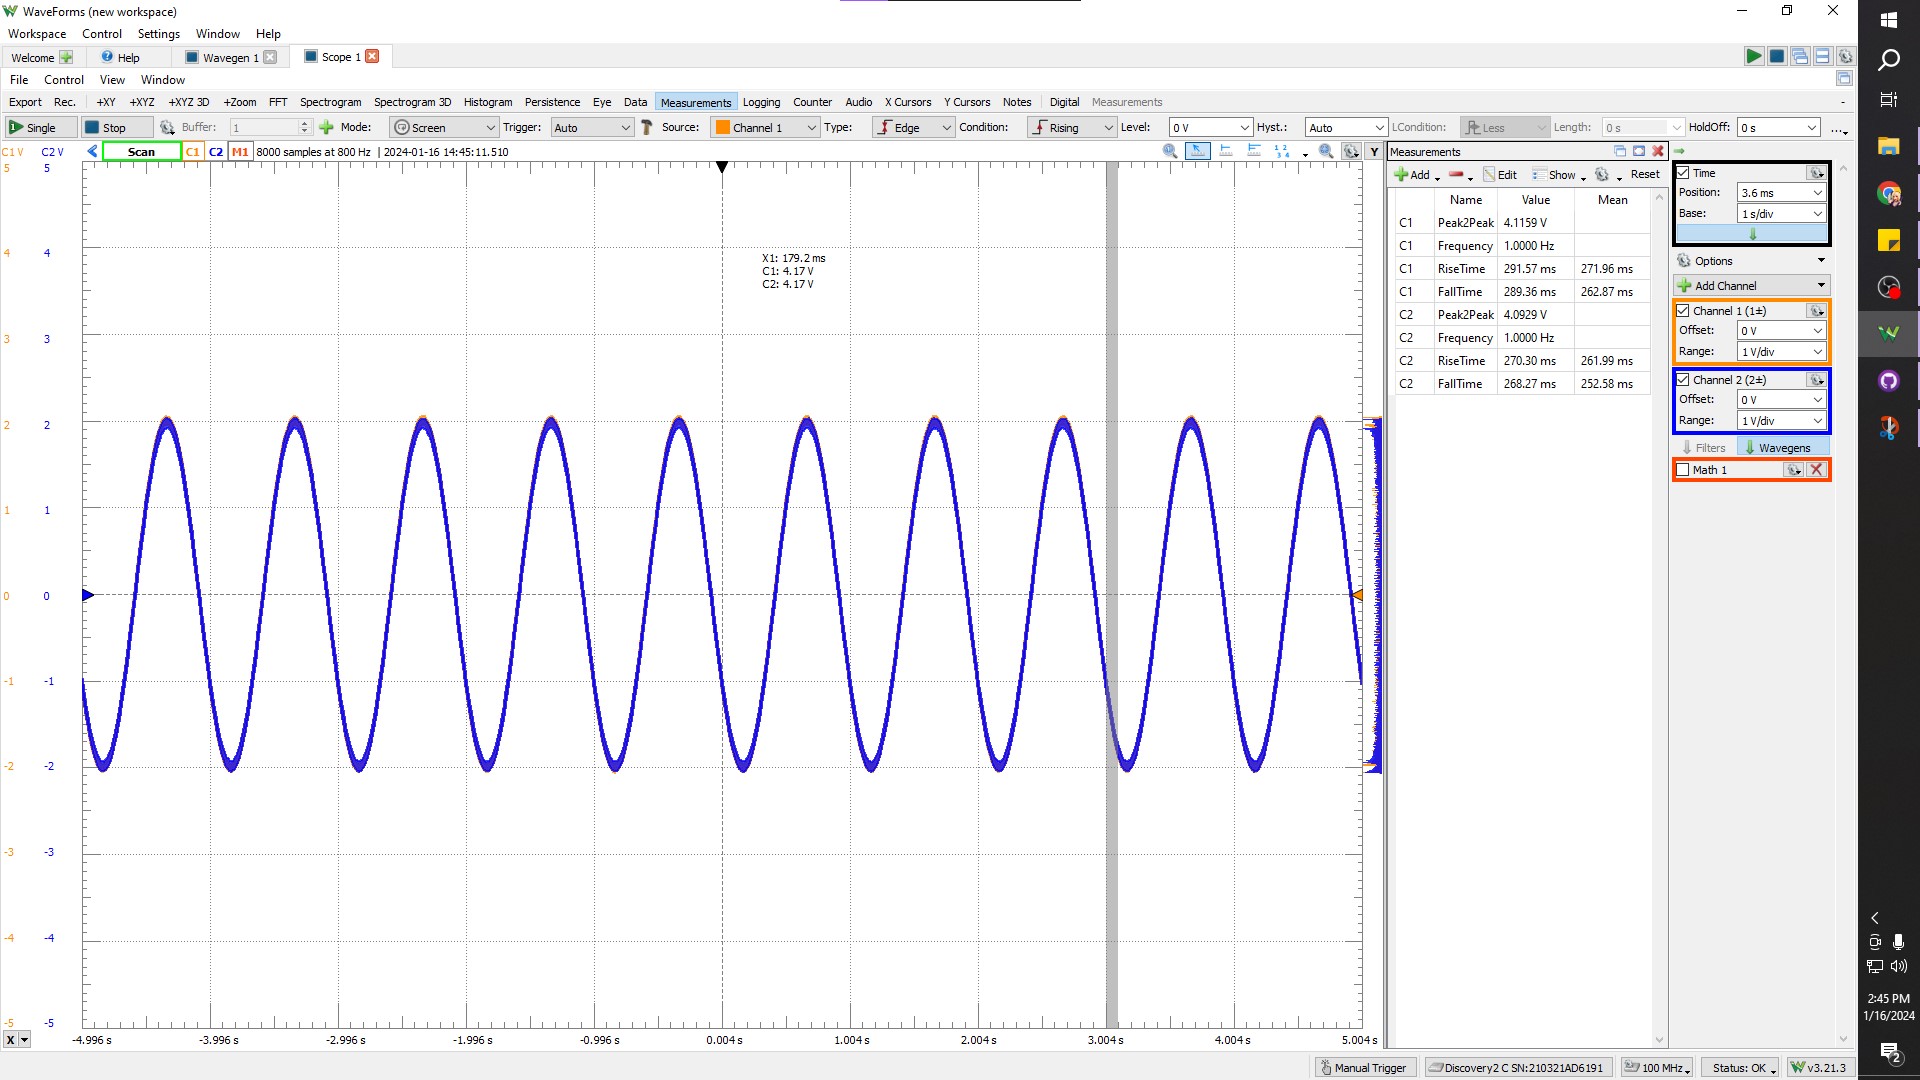 WaveForms (new workspace)
Workspace Control Settings Window Help
Welcome Help Wavegen 1 Scope 1
File Control View Window
Export Rec. +XY +XYZ +XYZ 3D +Zoom FFT Spectrogram Spectrogram 3D Histogram Persistence Eye Data Measurements Logging Counter Audio X Cursors Y Cursors Notes Digital Measurements
Single Stop Buffer: 1 Mode: Screen Trigger: Auto Source: Channel 1 Type: Edge Condition: Rising Level: 0 V Hyst.: Auto LCondition: Less Length: 0 s HoldOff: 0 s ...
C1 V C2 V Scan C1 C2 M1 8000 samples at 800 Hz | 2024-01-16 14:45:11.510 Y
5 5
4 4
3 3
2 2
1 1
0 0
-1 -1
-2 -2
-3 -3
-4 -4
-5 -5
X1: 179.2 ms
C1: 4.17 V
C2: 4.17 V
X -4.996 s -3.996 s -2.996 s -1.996 s -0.996 s 0.004 s 1.004 s 2.004 s 3.004 s 4.004 s 5.004 s
Measurements
Add Edit Show Reset
Name Value Mean
C1 Peak2Peak 4.1159 V
C1 Frequency 1.0000 Hz
C1 RiseTime 291.57 ms 271.96 ms
C1 FallTime 289.36 ms 262.87 ms
C2 Peak2Peak 4.0929 V
C2 Frequency 1.0000 Hz
C2 RiseTime 270.30 ms 261.99 ms
C2 FallTime 268.27 ms 252.58 ms
Time
Position: 3.6 ms
Base: 1 s/div
Options
Add Channel
Channel 1 (1±)
Offset: 0 V
Range: 1 V/div
Channel 2 (2±)
Offset: 0 V
Range: 1 V/div
Filters Wavegens
Math 1
Manual Trigger Discovery2 C SN:210321AD6191 100 MHz Status: OK v3.21.3
2:45 PM
1/16/2024
2